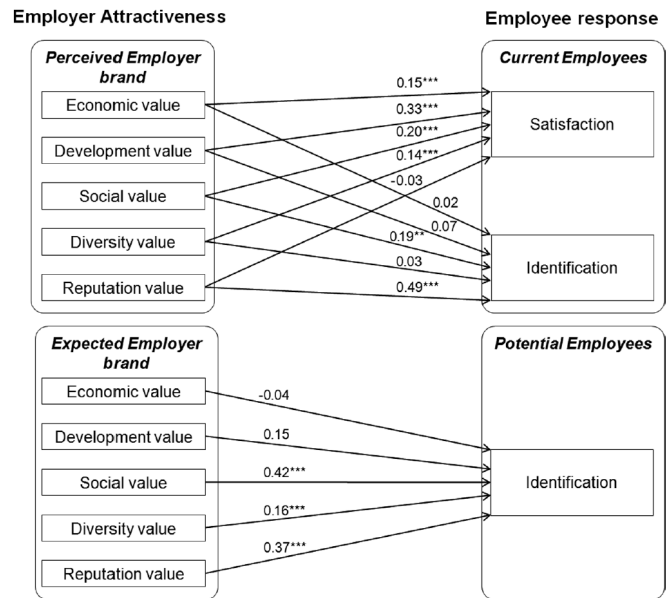 Employer Attractiveness
Employee response
Perceived Employer
brand
Economic value
Development value
Social value
Diversity value
Reputation value
0.15***
0.33***
0.20***
0.14***
-0.03
0.02
0.07
0.19**
0.03
0.49***
Current Employees
Satisfaction
Identification
Expected Employer
brand
Economic value
Development value
Social value
Diversity value
Reputation value
-0.04
0.15
0.42***
0.16***
0.37***
Potential Employees
Identification